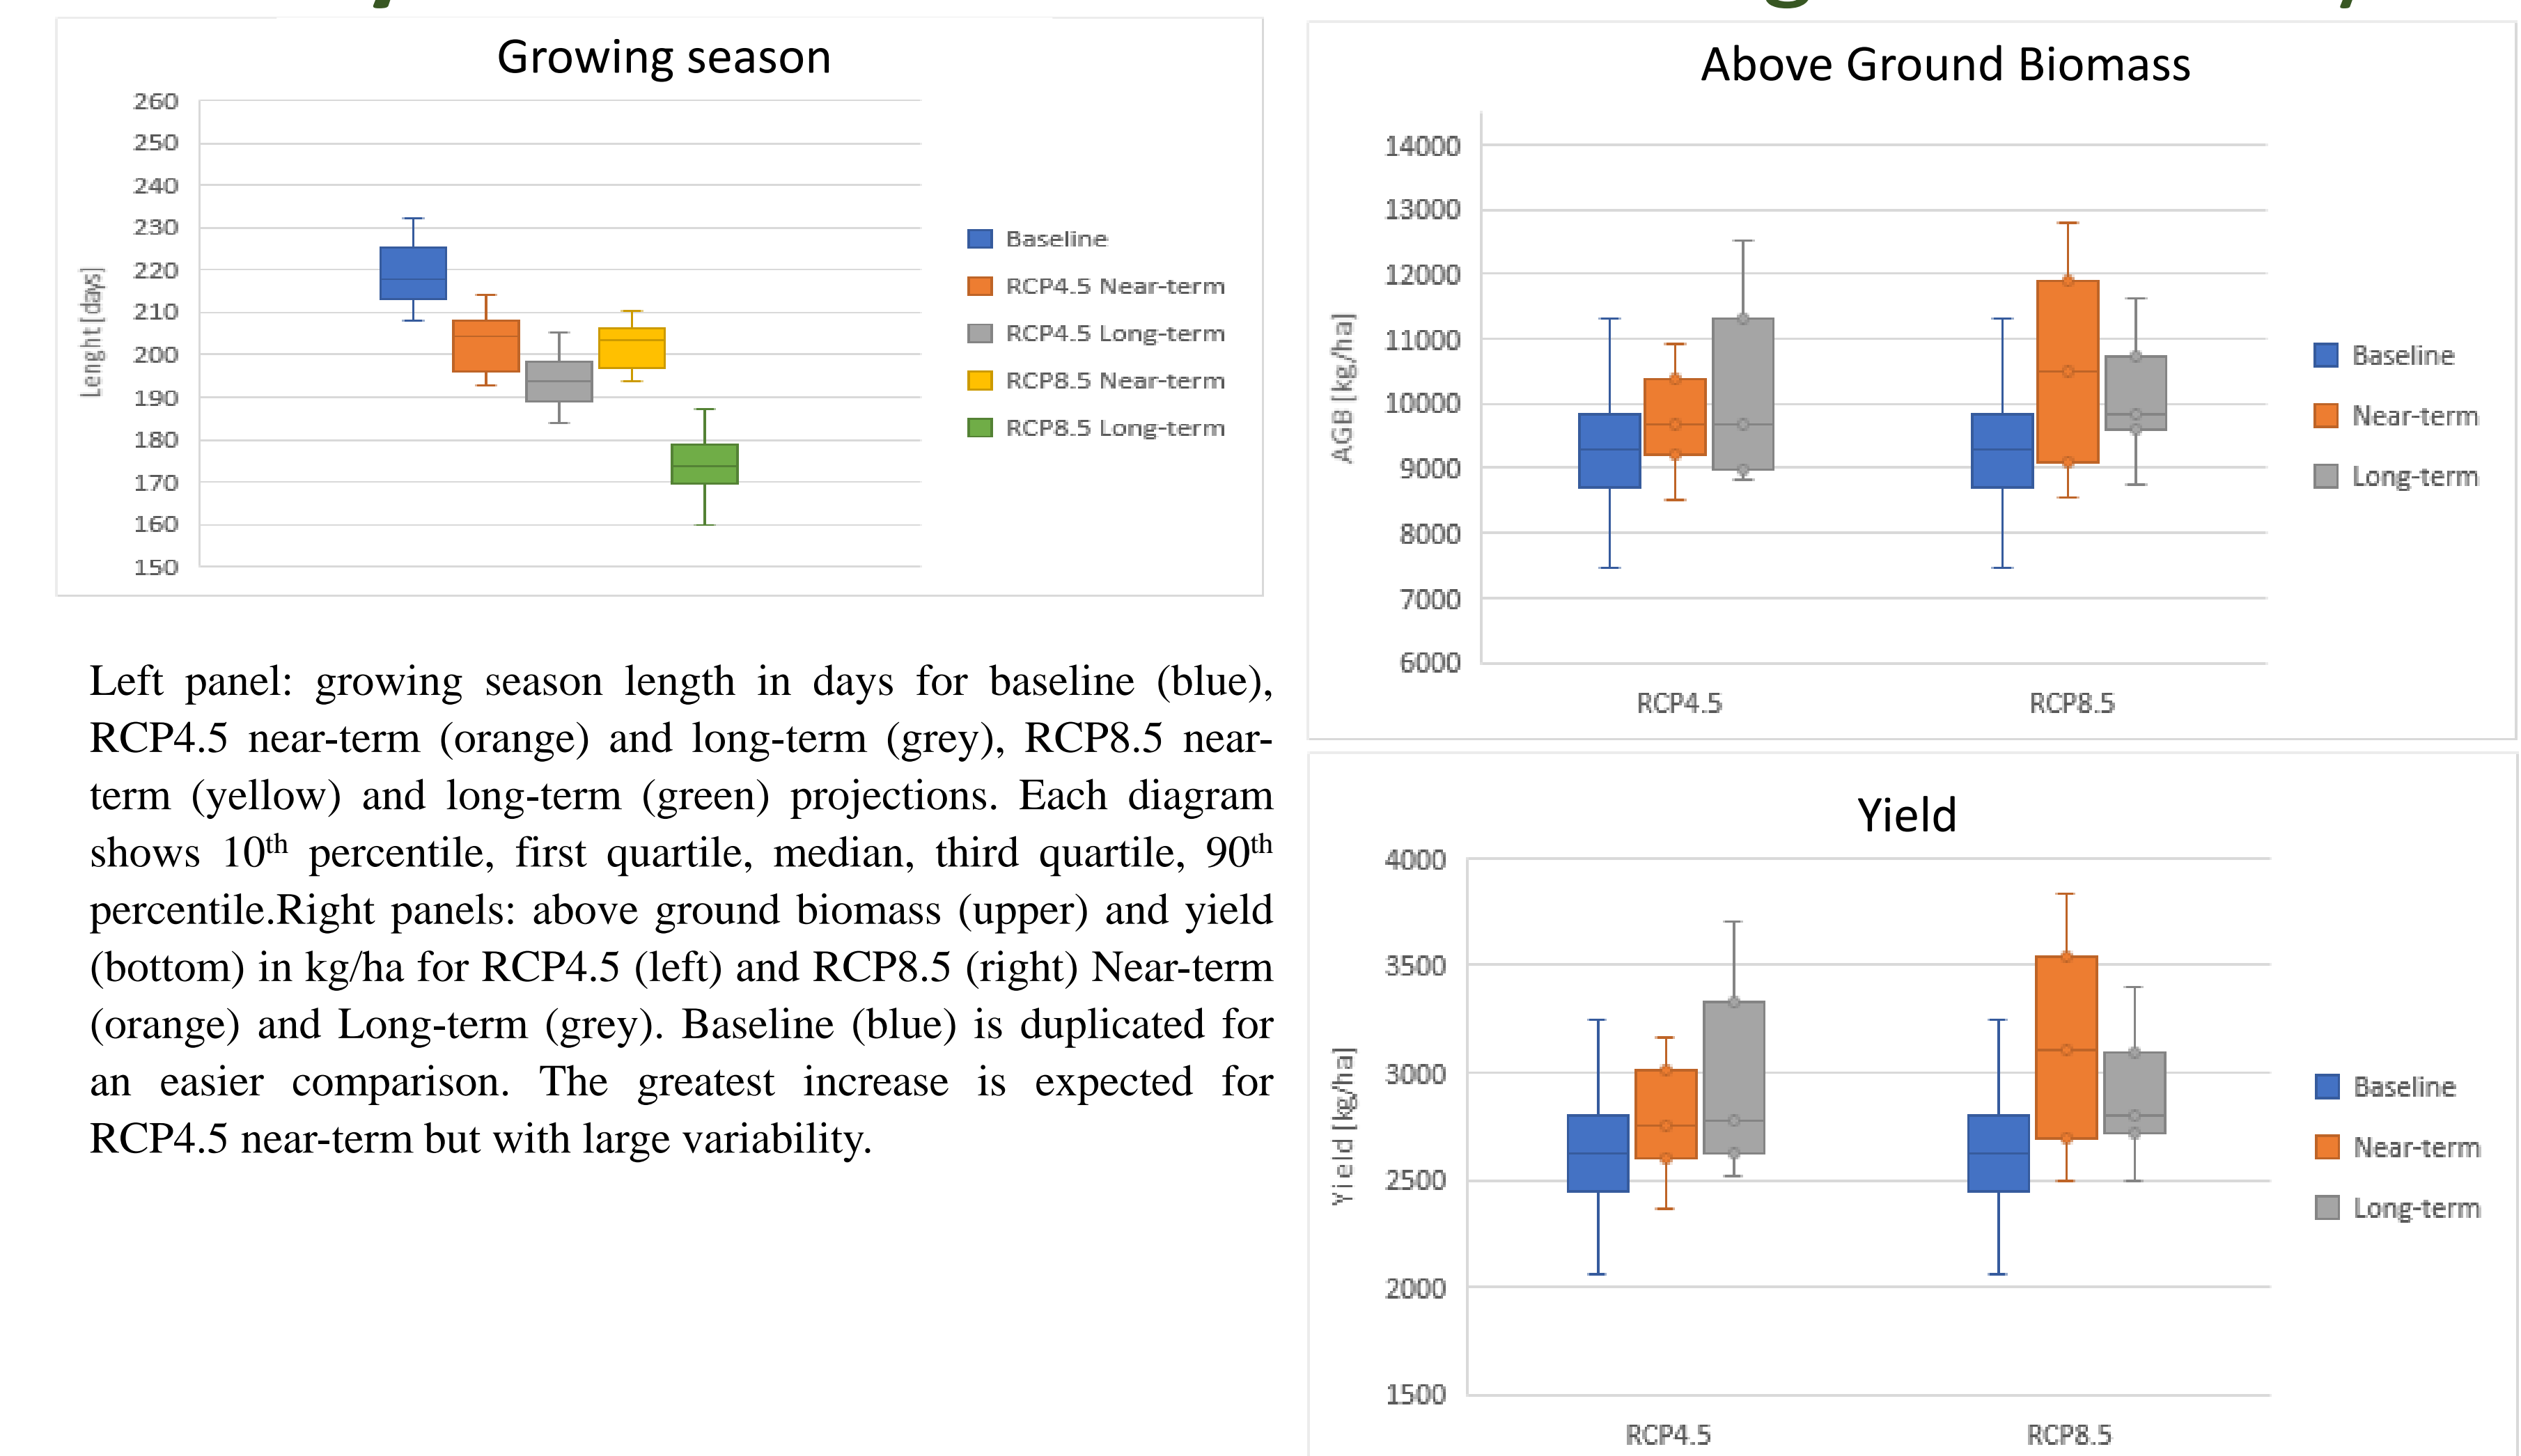 Growing season
260
250
240
230
220
210
200
190
180
170
160
150
Lenght [days]
Baseline
RCP4.5 Near-term
RCP4.5 Long-term
RCP8.5 Near-term
RCP8.5 Long-term
Left panel: growing season length in days for baseline (blue),
RCP4.5 near-term (orange) and long-term (grey), RCP8.5 near-
term (yellow) and long-term (green) projections. Each diagram
shows 10th percentile, first quartile, median, third quartile, 90th
percentile.Right panels: above ground biomass (upper) and yield
(bottom) in kg/ha for RCP4.5 (left) and RCP8.5 (right) Near-term
(orange) and Long-term (grey). Baseline (blue) is duplicated for
an easier comparison. The greatest increase is expected for
RCP4.5 near-term but with large variability.
Above Ground Biomass
14000
13000
12000
11000
10000
9000
8000
7000
6000
AGB [kg/ha]
RCP4.5
RCP8.5
Baseline
Near-term
Long-term
Yield
4000
3500
3000
2500
2000
1500
Yield [kg/ha]
RCP4.5
RCP8.5
Baseline
Near-term
Long-term